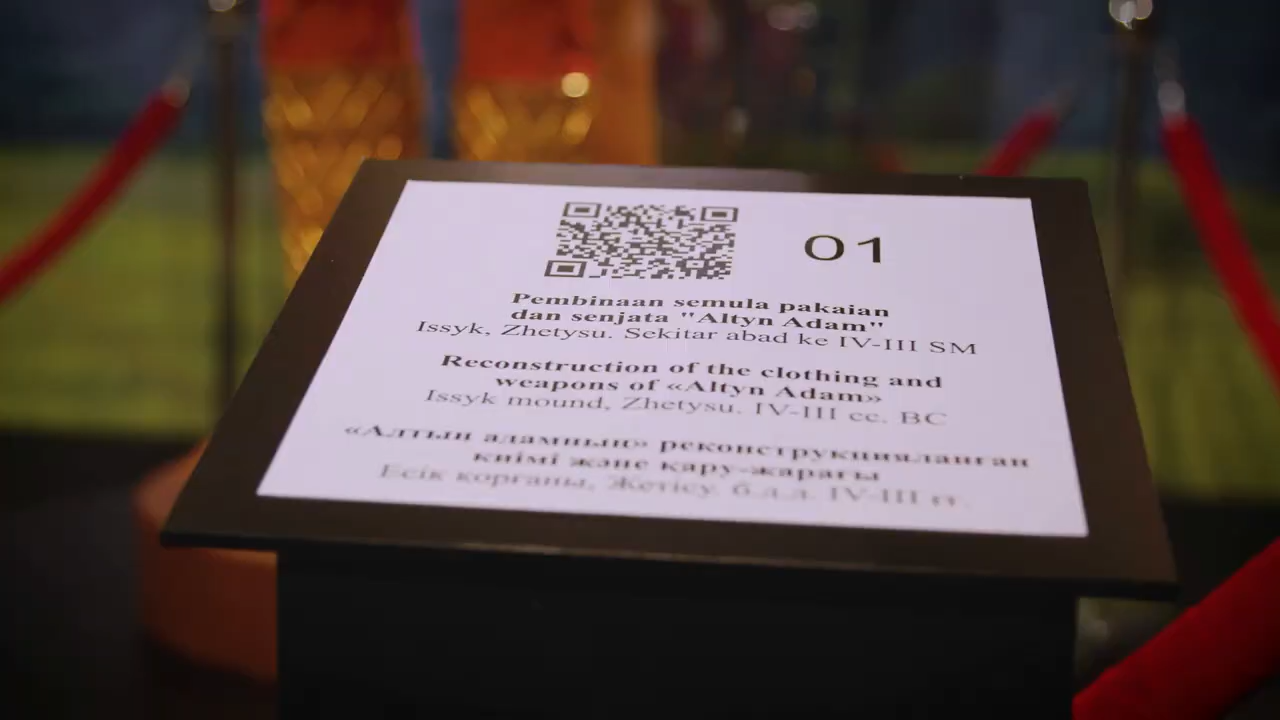 01
Pembinaan semula pakaian
dan senjata "Altyn Adam"
Issyk, Zhetysu. Sekitar abad ke IV-III SM
Reconstruction of the clothing and
weapons of «Altyn Adam»
Issyk mound, Zhetysu. IV-III cc. BC
«Алтын адамның» реконструкцияланған
киімі және қару-жарағы
Есік қорғаны, Жетісу. б.д.д. IV-III ғғ.